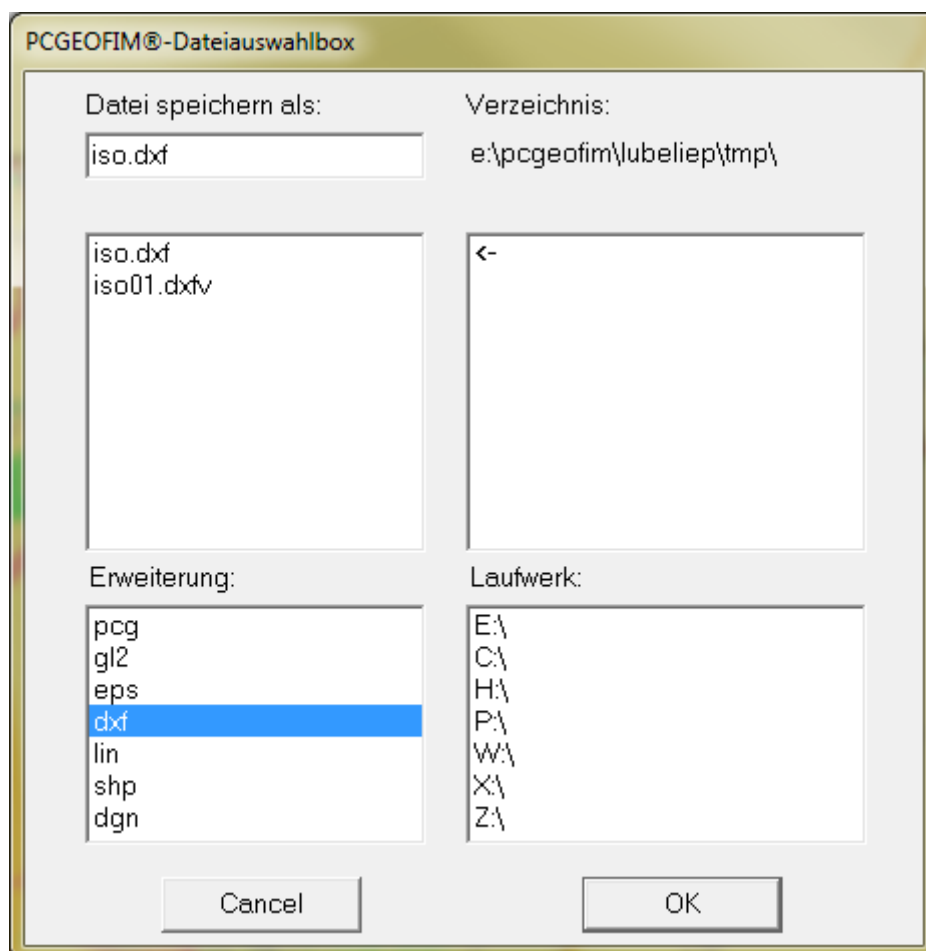 PCGEOFIM®-Dateiauswahlbox
Datei speichern als:
Verzeichnis:
iso.dxf
e:\pcgeofim\lubeliep\tmp\
iso.dxf
iso01.dxfv
<-
Erweiterung:
Laufwerk:
pcg
gl2
eps
dxf
lin
shp
dgn
E:\
C:\
H:\
P:\
W:\
X:\
Z:\
Cancel
OK